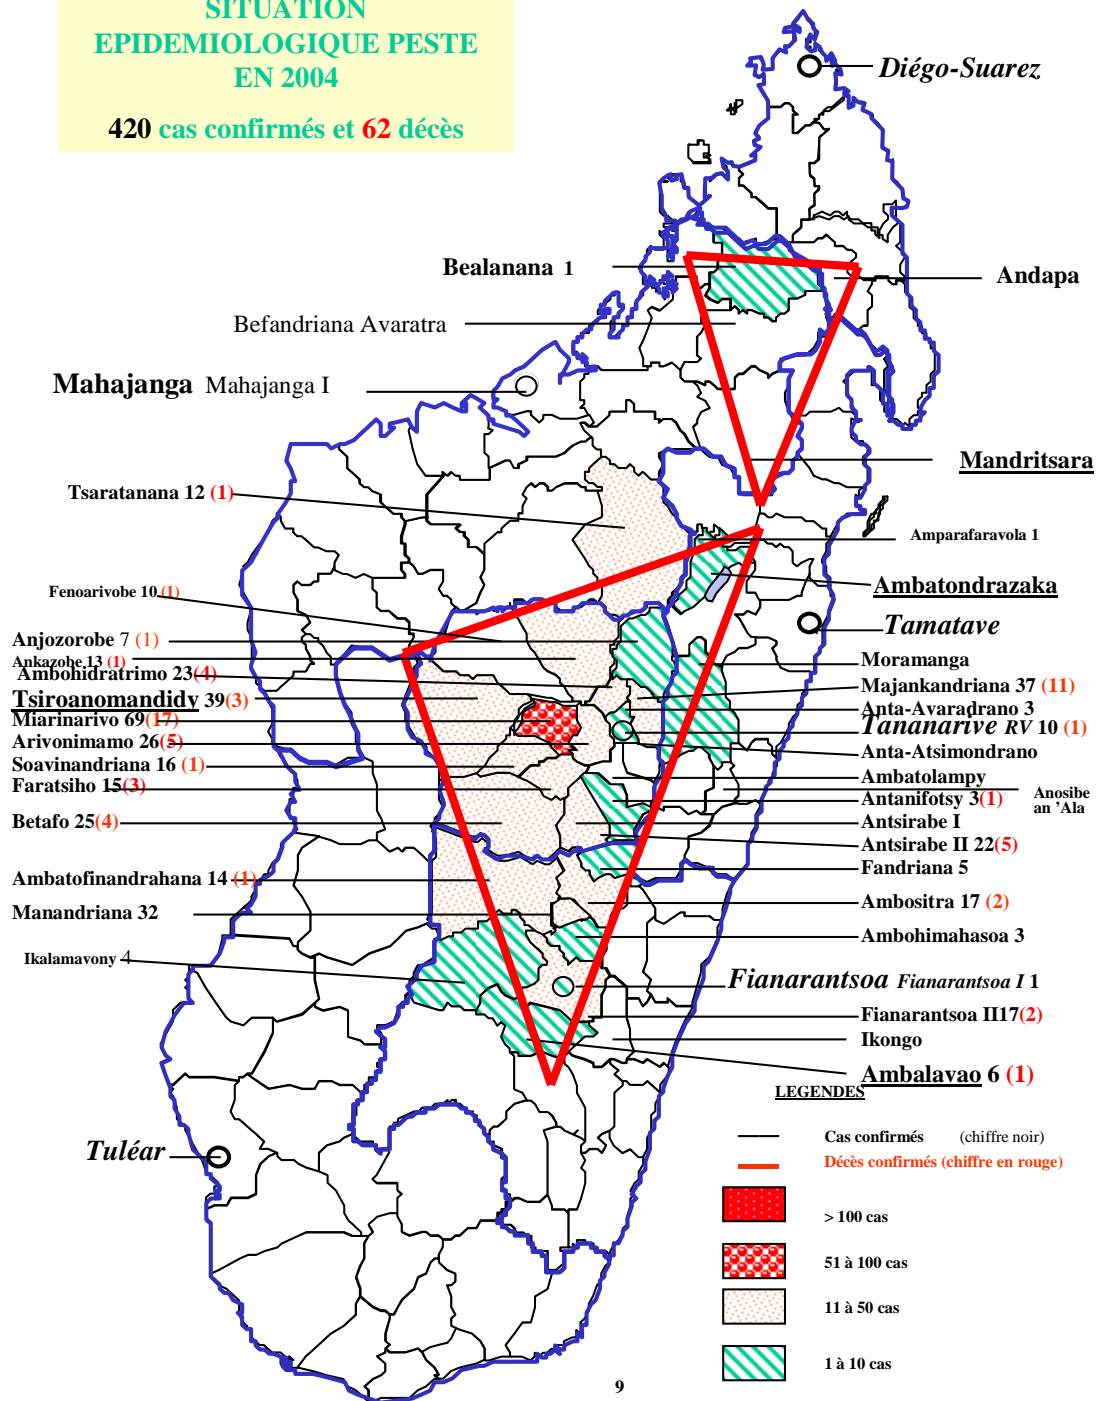 SITUATION
EPIDEMIOLOGIQUE PESTE
EN 2004
420 cas confirmés et 62 décès
Diégo-Suarez
Bealanana 1
Andapa
Befandriana Avaratra
Mahajanga Mahajanga I
Mandritsara
Tsaratanana 12 (1)
Amparafaravola 1
Ambatondrazaka
Fenoarivobe 10 (1)
Tamatave
Anjozorobe 7 (1)
Ankazobe 13 (1)
Ambohidratrimo 23(4)
Tsiroanomandidy 39(3)
Miarinarivo 69(17)
Arivonimamo 26(5)
Soavinandriana 16 (1)
Faratsiho 15(3)
Betafo 25(4)
Ambatofinandrahana 14 (1)
Manandriana 32
Ikalamavony 4
Moramanga
Majankandriana 37 (11)
Anta-Avaradrano 3
Tananarive RV 10 (1)
Anta-Atsimondrano
Ambatolampy
Anosibe
an 'Ala
Antanifotsy 3(1)
Antsirabe I
Antsirabe II 22(5)
Fandriana 5
Ambositra 17 (2)
Ambohimahasoa 3
Fianarantsoa Fianarantsoa I 1
Fianarantsoa II17(2)
Ikongo
Ambalavao 6 (1)
Tuléar
LEGENDES
Cas confirmés (chiffre noir)
Décès confirmés (chiffre en rouge)
> 100 cas
51 à 100 cas
11 à 50 cas
1 à 10 cas
9